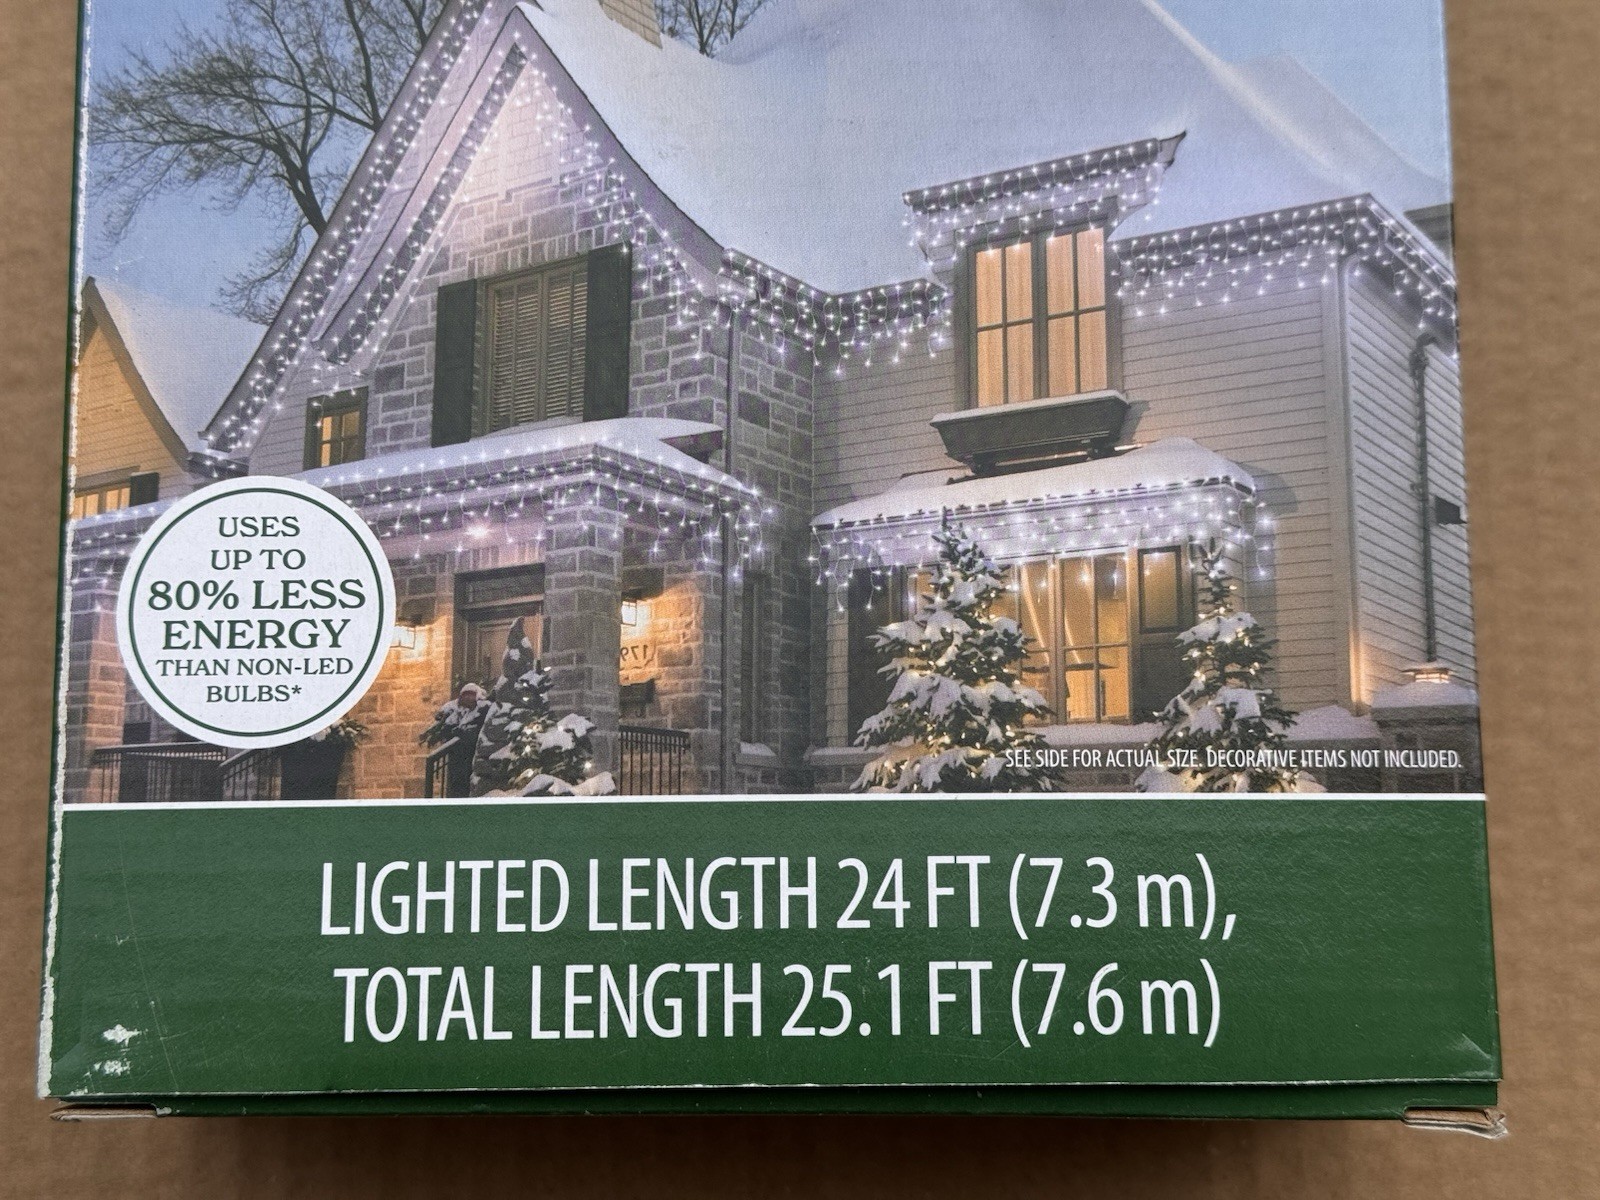 USES
UP TO
80% LESS
ENERGY
THAN NON-LED
BULBS*
179
SEE SIDE FOR ACTUAL SIZE. DECORATIVE ITEMS NOT INCLUDED.
LIGHTED LENGTH 24 FT (7.3 m),
TOTAL LENGTH 25.1 FT (7.6 m)